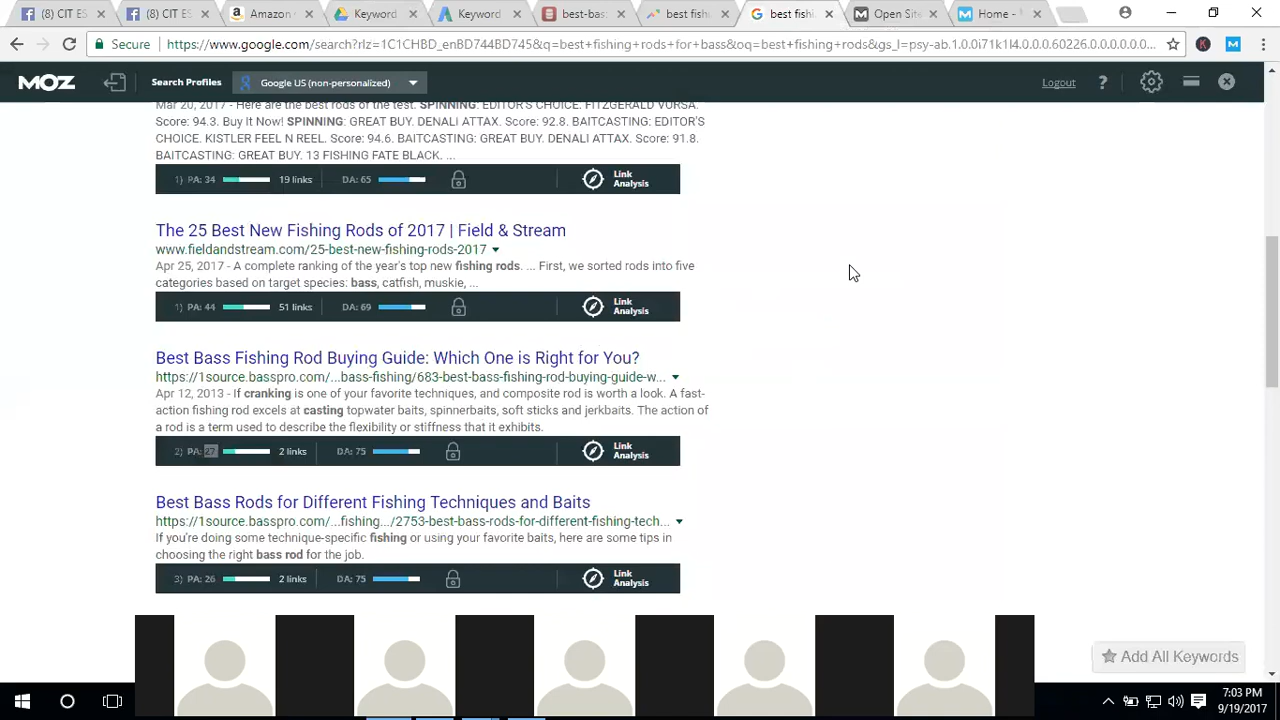 (8) CIT ES
(8) CIT ES
Amazon
Keyword
Keyword
best-bas
best fish
best fish
Open Sit
Home -
Secure
https://www.google.com/search?rlz=1C1CHBD_enBD744BD745&q=best+fishing+rods+for+bass&oq=best+fishing+rods&gs_l=psy-ab.1.0.0i71k1l4.0.0.0.60226.0.0.0.0.0...
MOZ
Search Profiles
Google US (non-personalized)
Logout
?
Mar 20, 2017 - Here are the best rods of the test. SPINNING: EDITOR'S CHOICE. FITZGERALD VURSA.
Score: 94.3. Buy It Now! SPINNING: GREAT BUY. DENALI ATTAX. Score: 92.8. BAITCASTING: EDITOR'S
CHOICE. KISTLER FEEL N REEL. Score: 94.6. BAITCASTING: GREAT BUY. DENALI ATTAX. Score: 91.8.
BAITCASTING: GREAT BUY. 13 FISHING FATE BLACK. ...
1) PA: 34 19 links DA: 65 Link Analysis
The 25 Best New Fishing Rods of 2017 | Field & Stream
www.fieldandstream.com/25-best-new-fishing-rods-2017
Apr 25, 2017 - A complete ranking of the year's top new fishing rods. ... First, we sorted rods into five
categories based on target species: bass, catfish, muskie, ...
1) PA: 44 51 links DA: 69 Link Analysis
Best Bass Fishing Rod Buying Guide: Which One is Right for You?
https://1source.basspro.com/...bass-fishing/683-best-bass-fishing-rod-buying-guide-w...
Apr 12, 2013 - If cranking is one of your favorite techniques, and composite rod is worth a look. A fast-
action fishing rod excels at casting topwater baits, spinnerbaits, soft sticks and jerkbaits. The action of
a rod is a term used to describe the flexibility or stiffness that it exhibits.
2) PA: 27 2 links DA: 75 Link Analysis
Best Bass Rods for Different Fishing Techniques and Baits
https://1source.basspro.com/...fishing.../2753-best-bass-rods-for-different-fishing-tech...
If you're doing some technique-specific fishing or using your favorite baits, here are some tips in
choosing the right bass rod for the job.
3) PA: 26 2 links DA: 75 Link Analysis
Add All Keywords
7:03 PM
9/19/2017